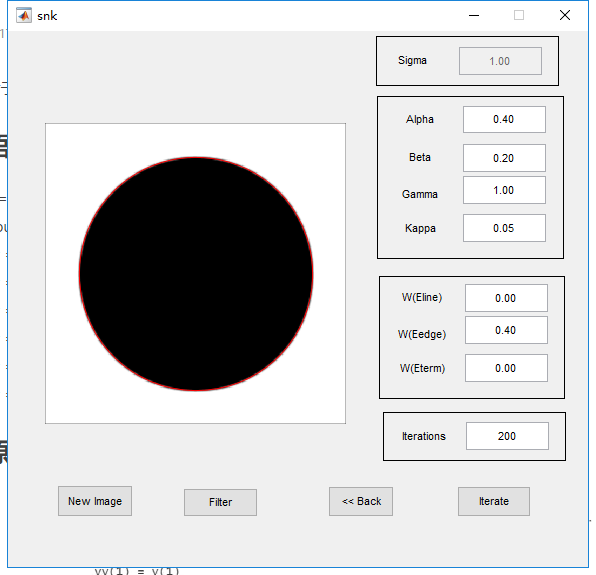 snk
Sigma 1.00
Alpha 0.40
Beta 0.20
Gamma 1.00
Kappa 0.05
W(Eline) 0.00
W(Eedge) 0.40
W(Eterm) 0.00
Iterations 200
New Image Filter << Back Iterate
yy(1) = y(1)